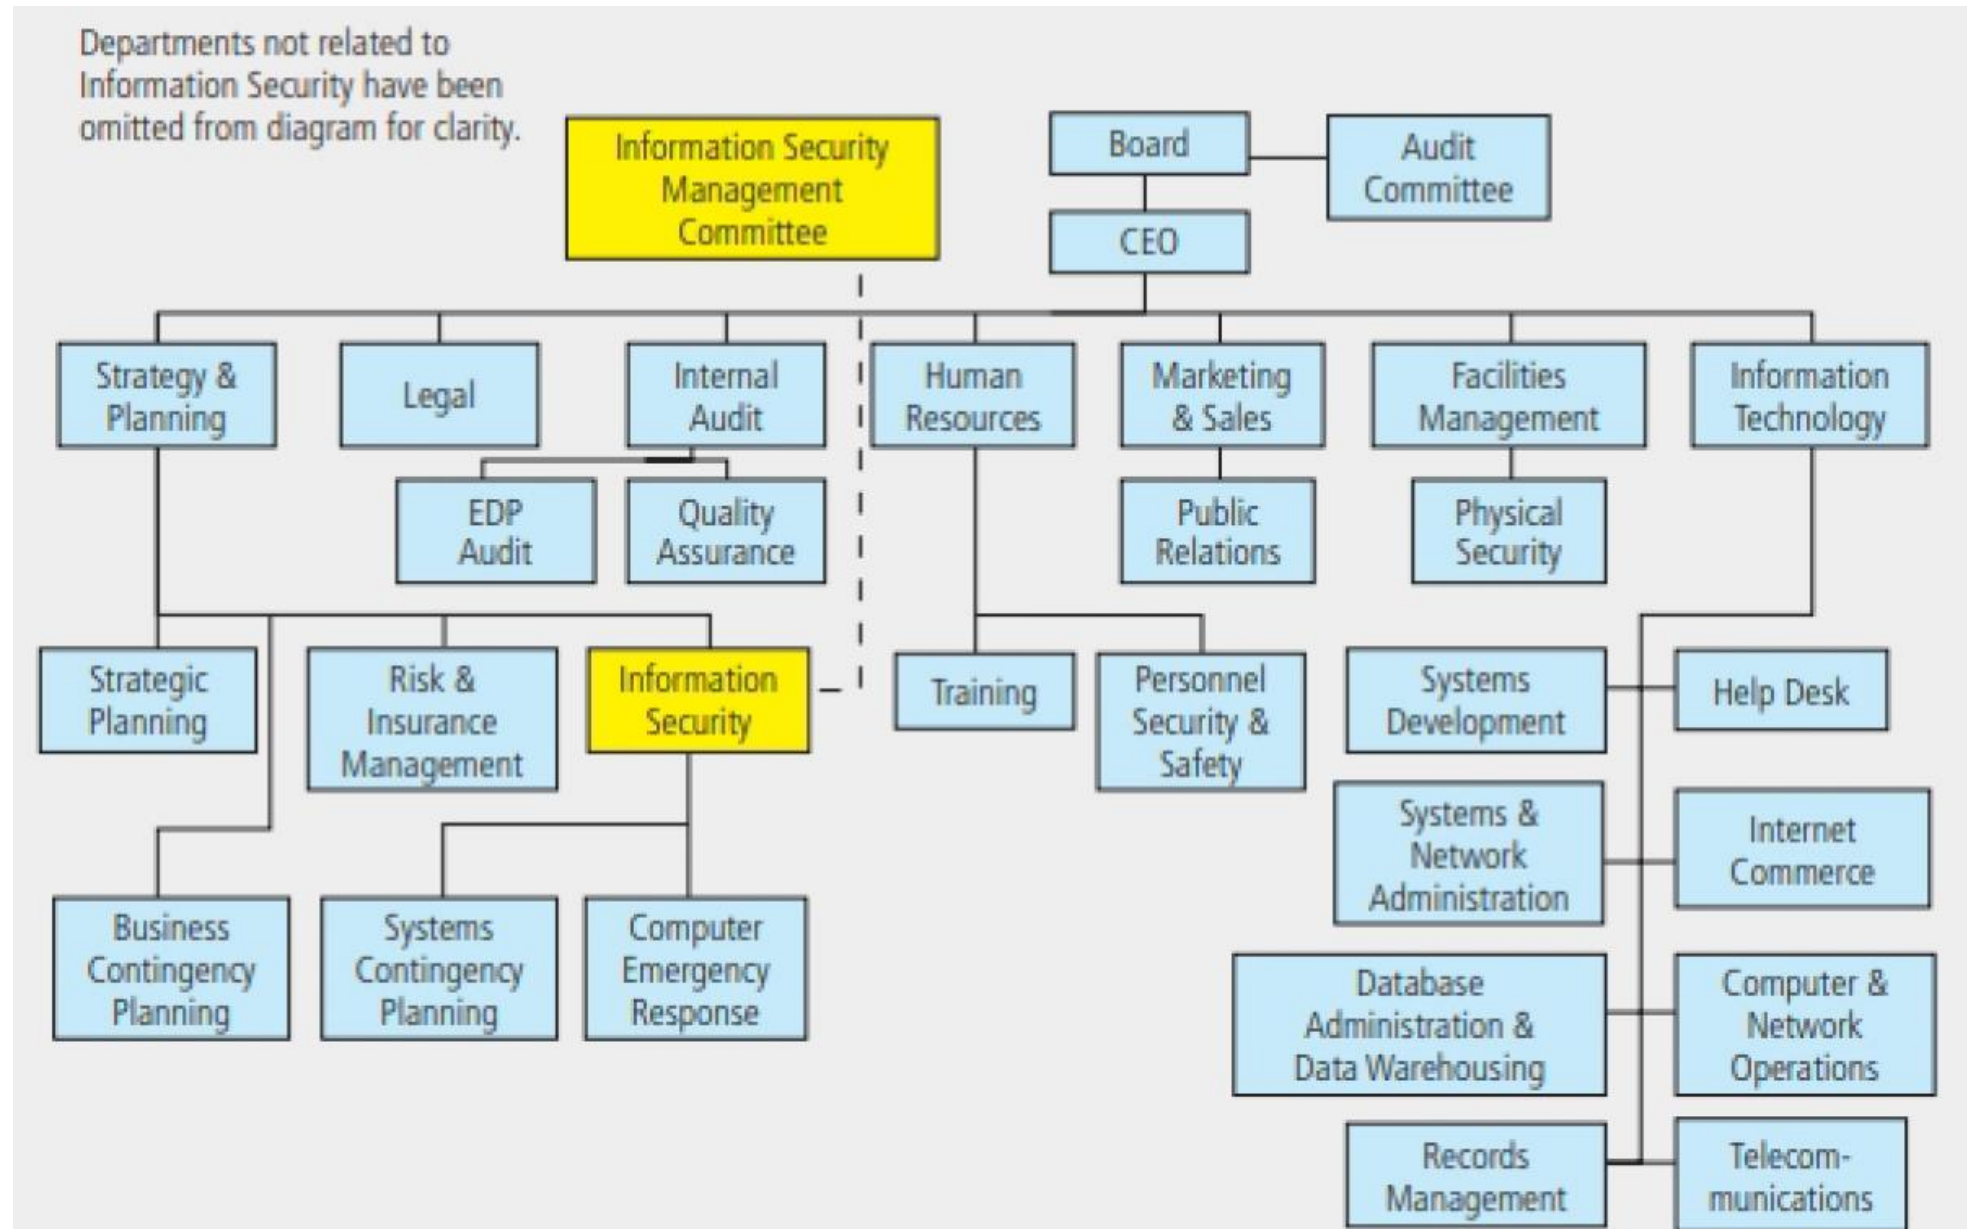 Departments not related to
Information Security have been
omitted from diagram for clarity.
Information Security
Management
Committee
Board
Audit
Committee
CEO
Strategy &
Planning
Legal
Internal
Audit
Human
Resources
Marketing
& Sales
Facilities
Management
Information
Technology
EDP
Audit
Quality
Assurance
Public
Relations
Physical
Security
Strategic
Planning
Risk &
Insurance
Management
Information
Security
Training
Personnel
Security &
Safety
Systems
Development
Help Desk
Systems &
Network
Administration
Internet
Commerce
Business
Contingency
Planning
Systems
Contingency
Planning
Computer
Emergency
Response
Database
Administration &
Data Warehousing
Computer &
Network
Operations
Records
Management
Telecom-
munications